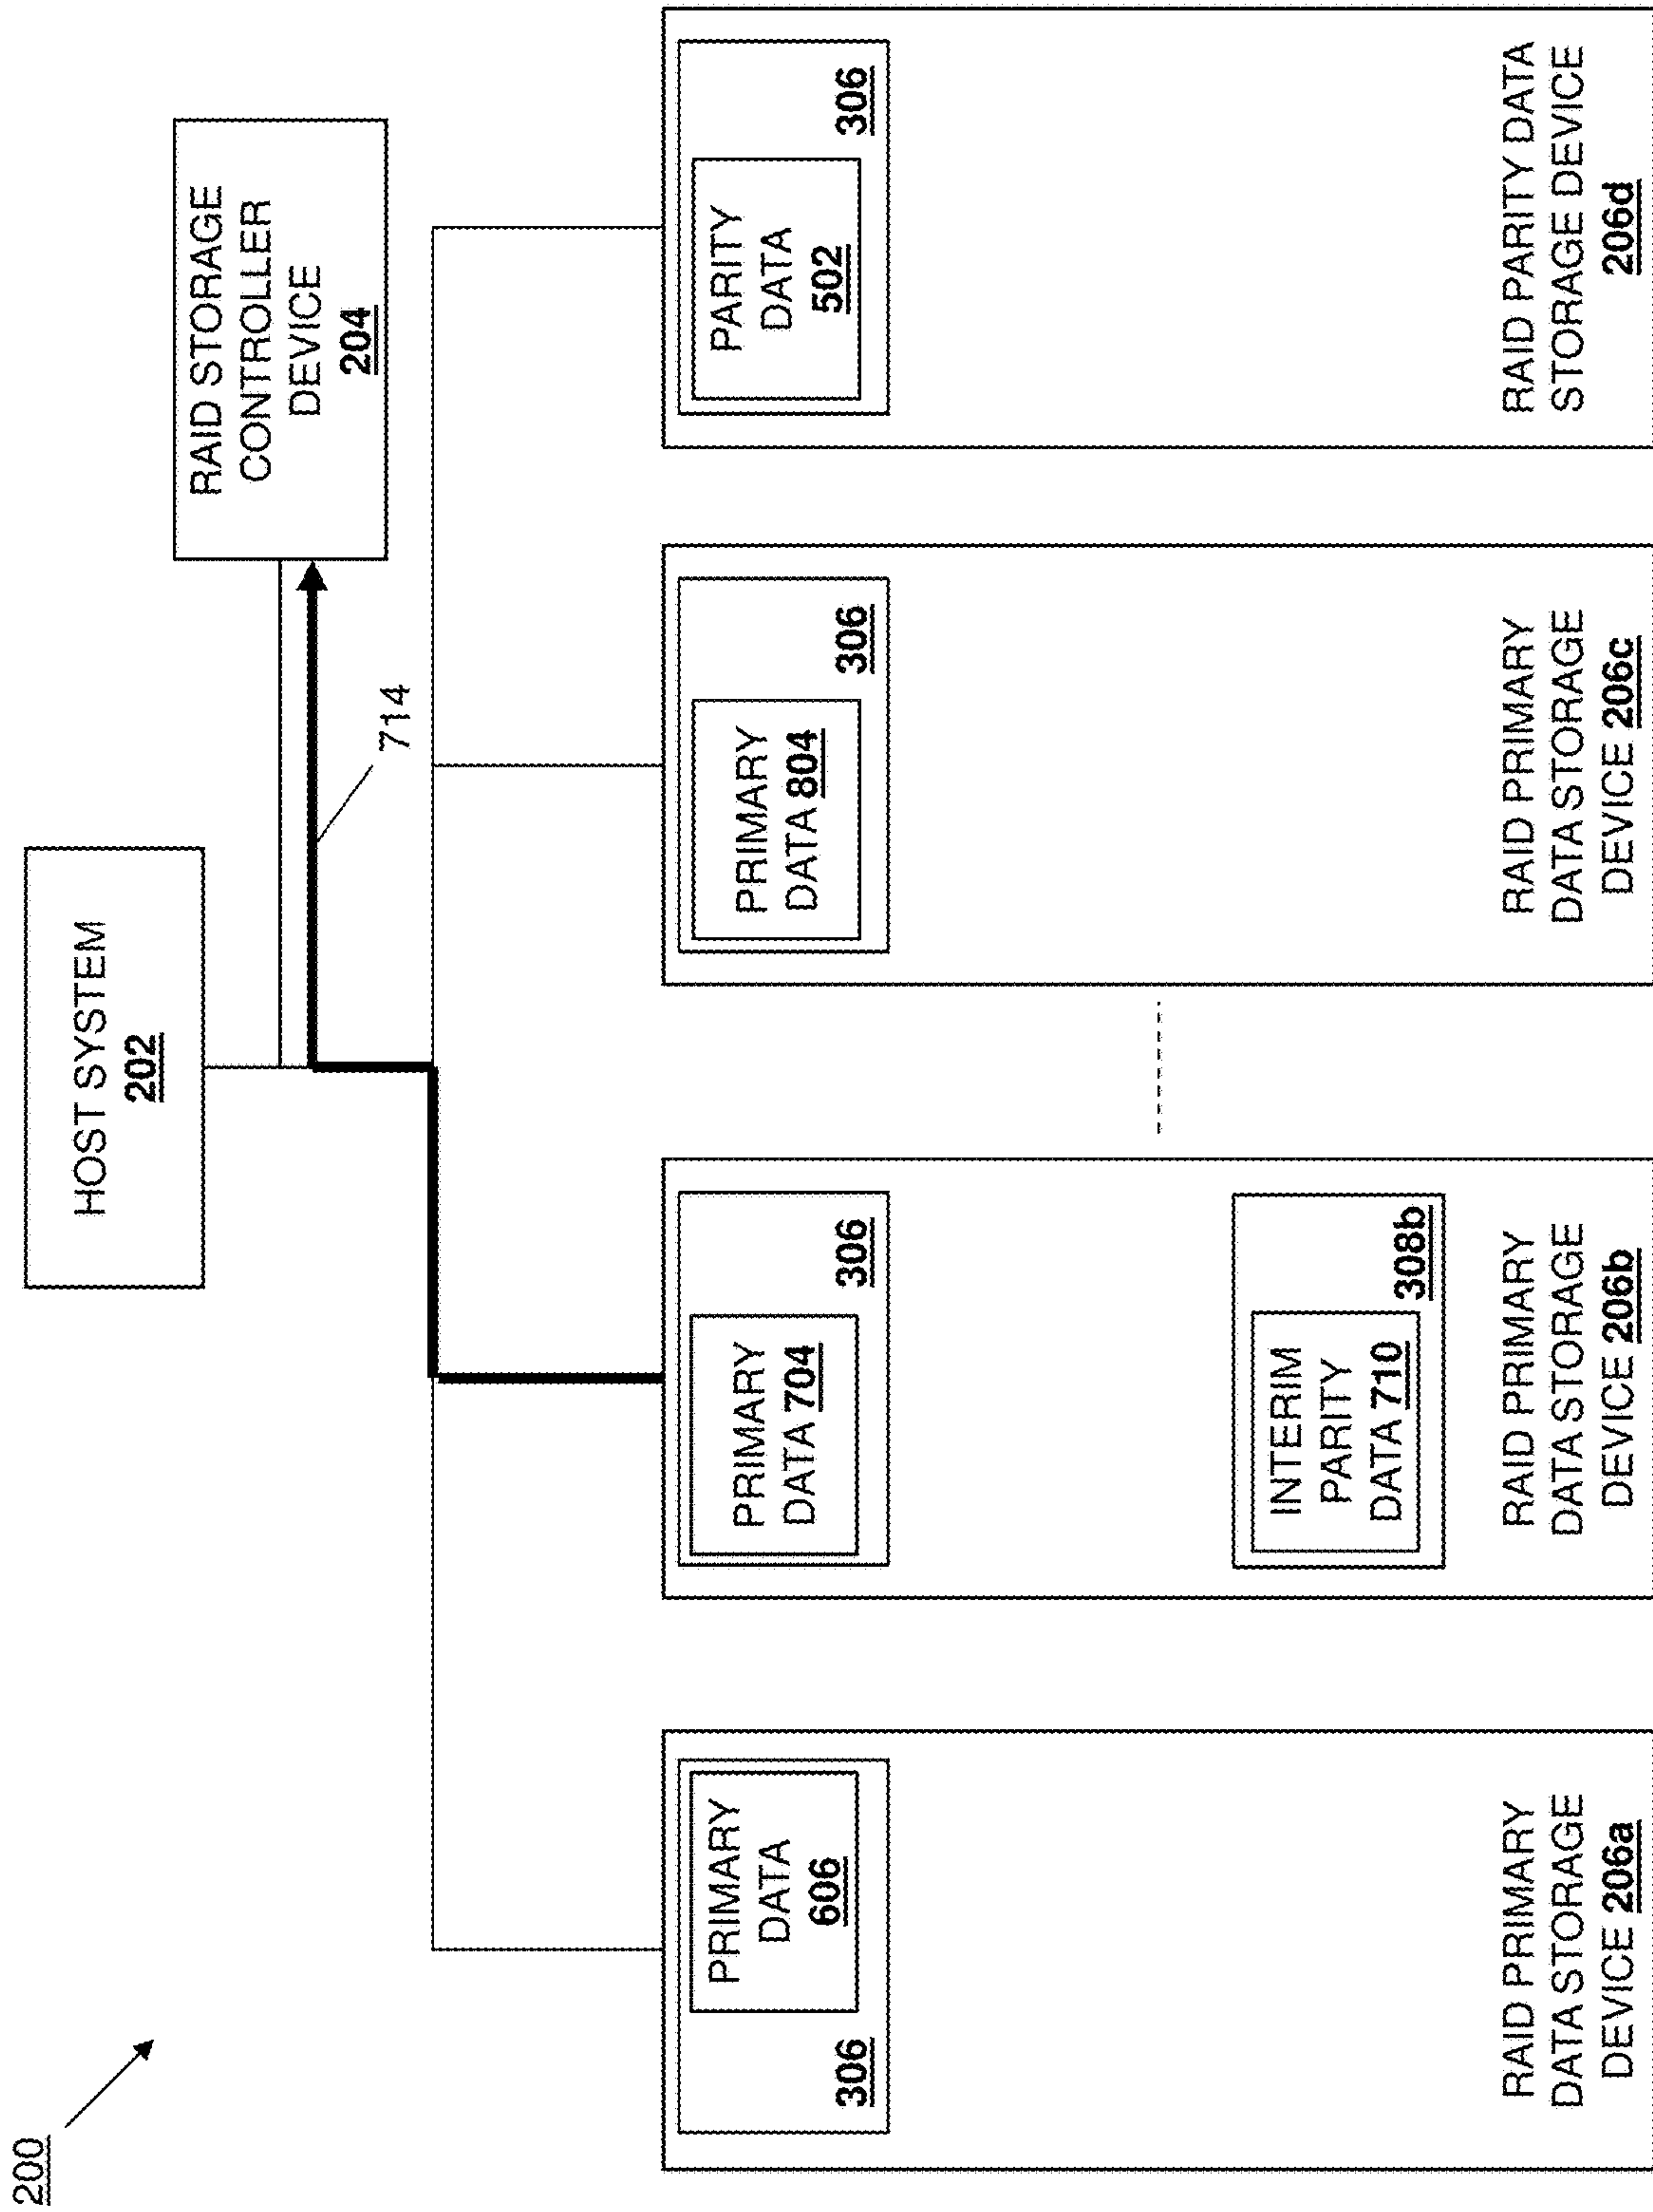 200
HOST SYSTEM
202
RAID STORAGE
CONTROLLER
DEVICE
204
714
PRIMARY
DATA
606
306
RAID PRIMARY
DATA STORAGE
DEVICE 206a
PRIMARY
DATA 704
306
INTERIM
PARITY
DATA 710
308b
RAID PRIMARY
DATA STORAGE
DEVICE 206b
PRIMARY
DATA 804
306
RAID PRIMARY
DATA STORAGE
DEVICE 206c
PARITY
DATA
502
306
RAID PARITY DATA
STORAGE DEVICE
206d